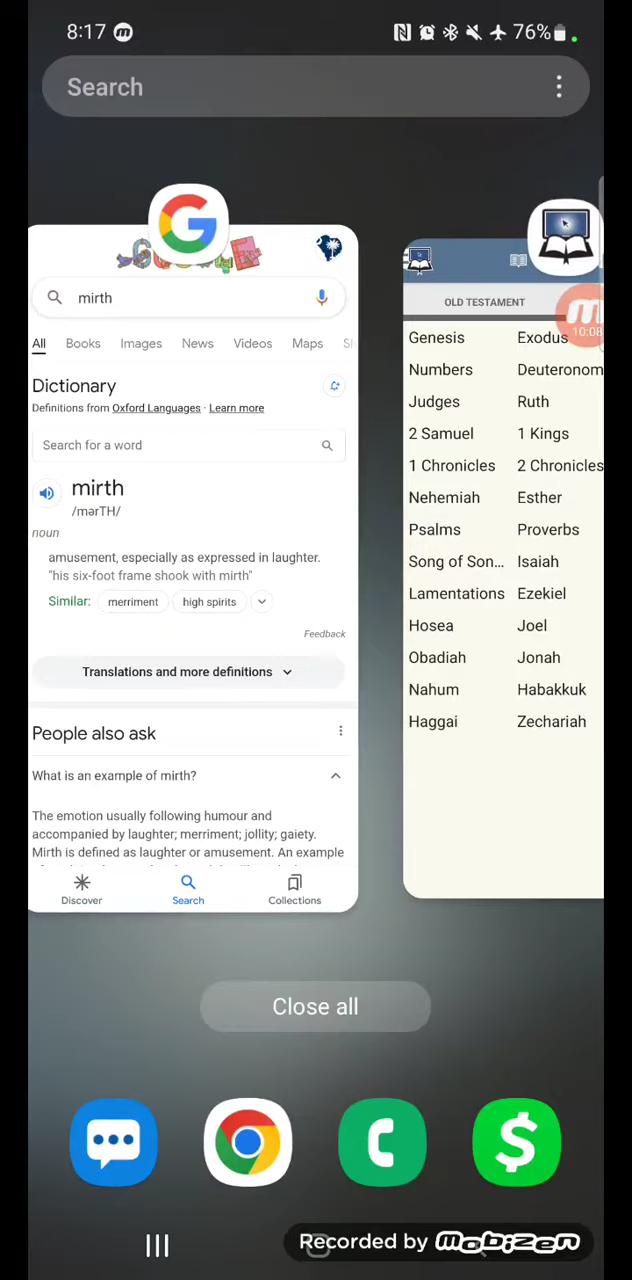 8:17 76%
Search
mirth
All Books Images News Videos Maps
Dictionary
Definitions from Oxford Languages · Learn more
Search for a word
mirth
/mərTH/
noun
amusement, especially as expressed in laughter.
"his six-foot frame shook with mirth"
Similar: merriment high spirits
Feedback
Translations and more definitions
People also ask
What is an example of mirth?
The emotion usually following humour and
accompanied by laughter; merriment; jollity; gaiety.
Mirth is defined as laughter or amusement. An example
Discover Search Collections
OLD TESTAMENT
10:08
Genesis Exodus
Numbers Deuteronom
Judges Ruth
2 Samuel 1 Kings
1 Chronicles 2 Chronicles
Nehemiah Esther
Psalms Proverbs
Song of Son... Isaiah
Lamentations Ezekiel
Hosea Joel
Obadiah Jonah
Nahum Habakkuk
Haggai Zechariah
Close all
Recorded by mobizen